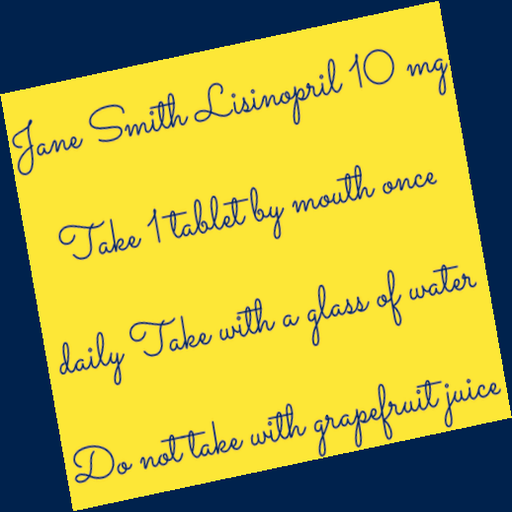 Jane Smith Lisinopril 10 mg
Take 1 tablet by mouth once
daily Take with a glass of water
Do not take with grapefruit juice